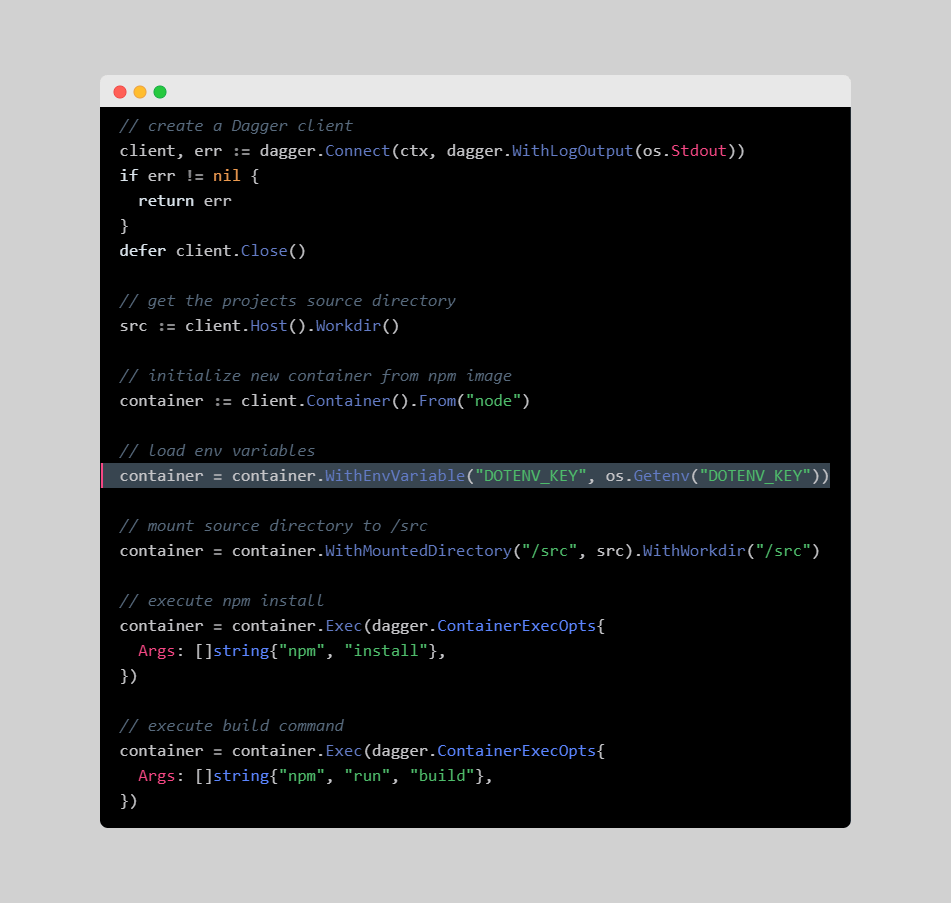 // create a Dagger client
client, err := dagger.Connect(ctx, dagger.WithLogOutput(os.Stdout))
if err != nil {
  return err
}
defer client.Close()

// get the projects source directory
src := client.Host().Workdir()

// initialize new container from npm image
container := client.Container().From("node")

// load env variables
container = container.WithEnvVariable("DOTENV_KEY", os.Getenv("DOTENV_KEY"))

// mount source directory to /src
container = container.WithMountedDirectory("/src", src).WithWorkdir("/src")

// execute npm install
container = container.Exec(dagger.ContainerExecOpts{
  Args: []string{"npm", "install"},
})

// execute build command
container = container.Exec(dagger.ContainerExecOpts{
  Args: []string{"npm", "run", "build"},
})